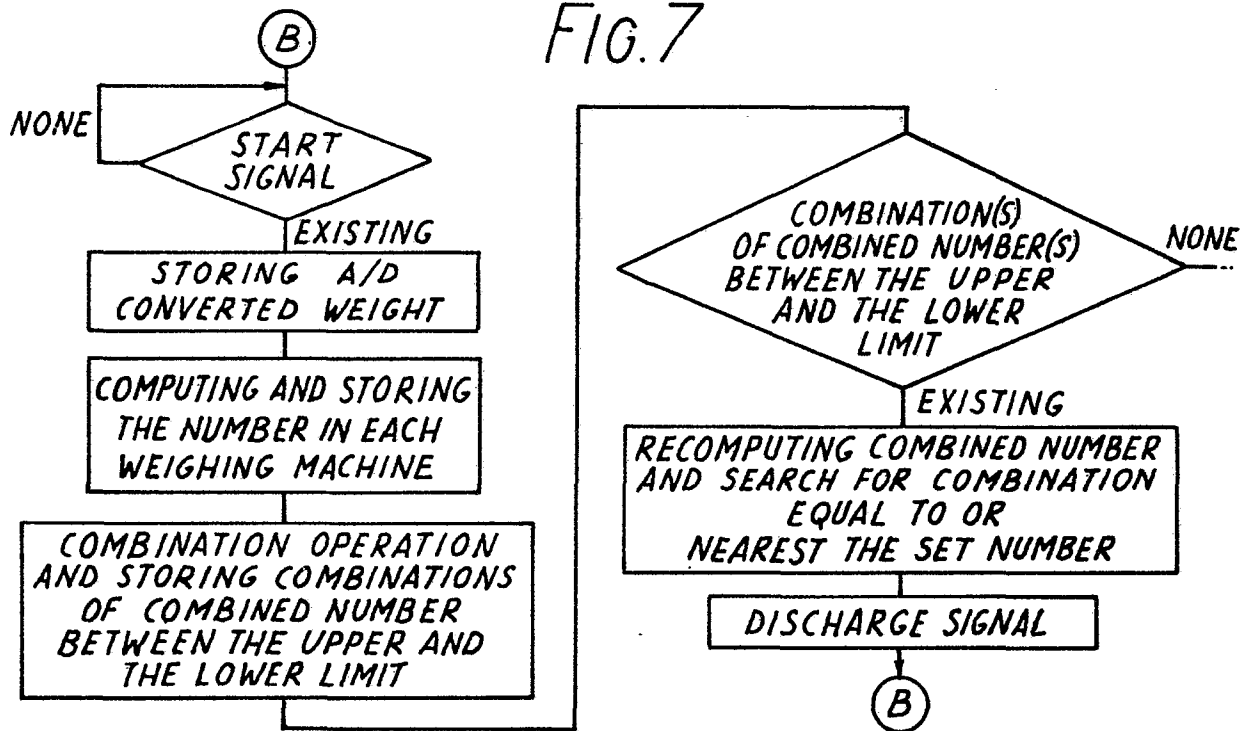 FIG. 7
B
NONE
START
SIGNAL
EXISTING
STORING A/D
CONVERTED WEIGHT
COMPUTING AND STORING
THE NUMBER IN EACH
WEIGHING MACHINE
COMBINATION OPERATION
AND STORING COMBINATIONS
OF COMBINED NUMBER
BETWEEN THE UPPER AND
THE LOWER LIMIT
COMBINATION(S)
OF COMBINED NUMBER(S)
BETWEEN THE UPPER
AND THE LOWER
LIMIT
NONE
EXISTING
RECOMPUTING COMBINED NUMBER
AND SEARCH FOR COMBINATION
EQUAL TO OR
NEAREST THE SET NUMBER
DISCHARGE SIGNAL
B